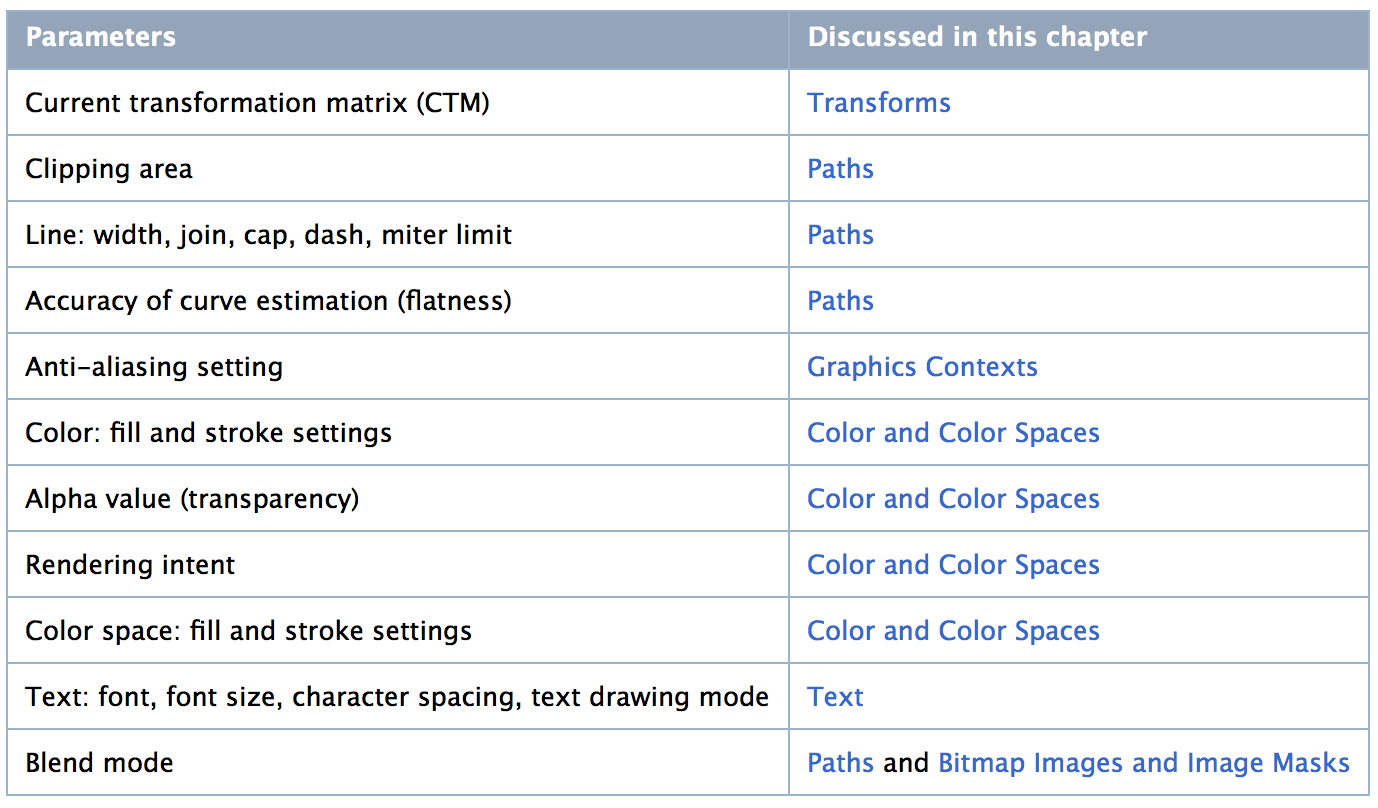 Parameters Discussed in this chapter
Current transformation matrix (CTM) Transforms
Clipping area Paths
Line: width, join, cap, dash, miter limit Paths
Accuracy of curve estimation (flatness) Paths
Anti-aliasing setting Graphics Contexts
Color: fill and stroke settings Color and Color Spaces
Alpha value (transparency) Color and Color Spaces
Rendering intent Color and Color Spaces
Color space: fill and stroke settings Color and Color Spaces
Text: font, font size, character spacing, text drawing mode Text
Blend mode Paths and Bitmap Images and Image Masks